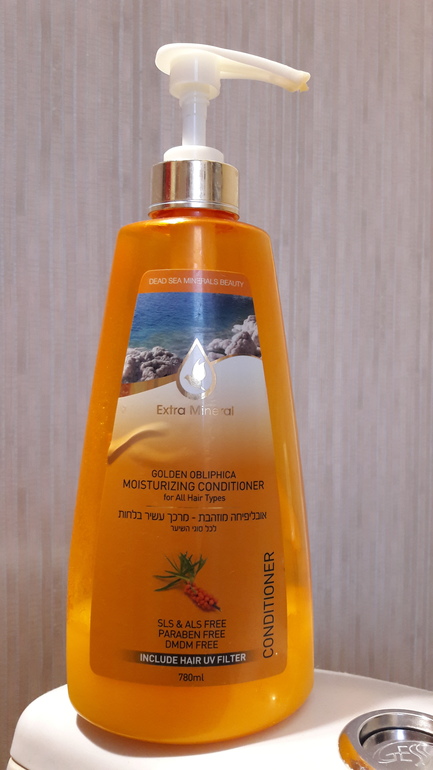 DEAD SEA MINERALS BEAUTY
Extra Mineral
GOLDEN OBLIPHICA
MOISTURIZING CONDITIONER
for All Hair Types
אובליפיחה מוזהבת - מרכך עשיר בלחות
לכל סוגי השיער
CONDITIONER
SLS & ALS FREE
PARABEN FREE
DMDM FREE
INCLUDE HAIR UV FILTER
780ml